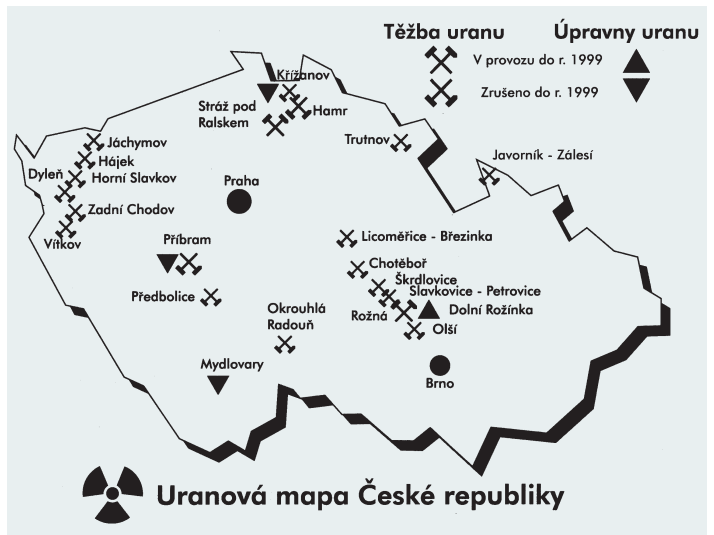 Těžba uranu
Úpravny uranu
V provozu do r. 1999
Zrušeno do r. 1999
Křížanov
Stráž pod
Ralskem
Hamr
Trutnov
Javorník - Zálesí
Jáchymov
Hájek
Dyleň
Horní Slavkov
Zadní Chodov
Vítkov
Praha
Příbram
Předbolice
Licoměřice - Březinka
Chotěboř
Škrdlovice
Slavkovice - Petrovice
Dolní Rožínka
Rožná
Olší
Okrouhlá
Radouň
Mydlovary
Brno
Uranová mapa České republiky